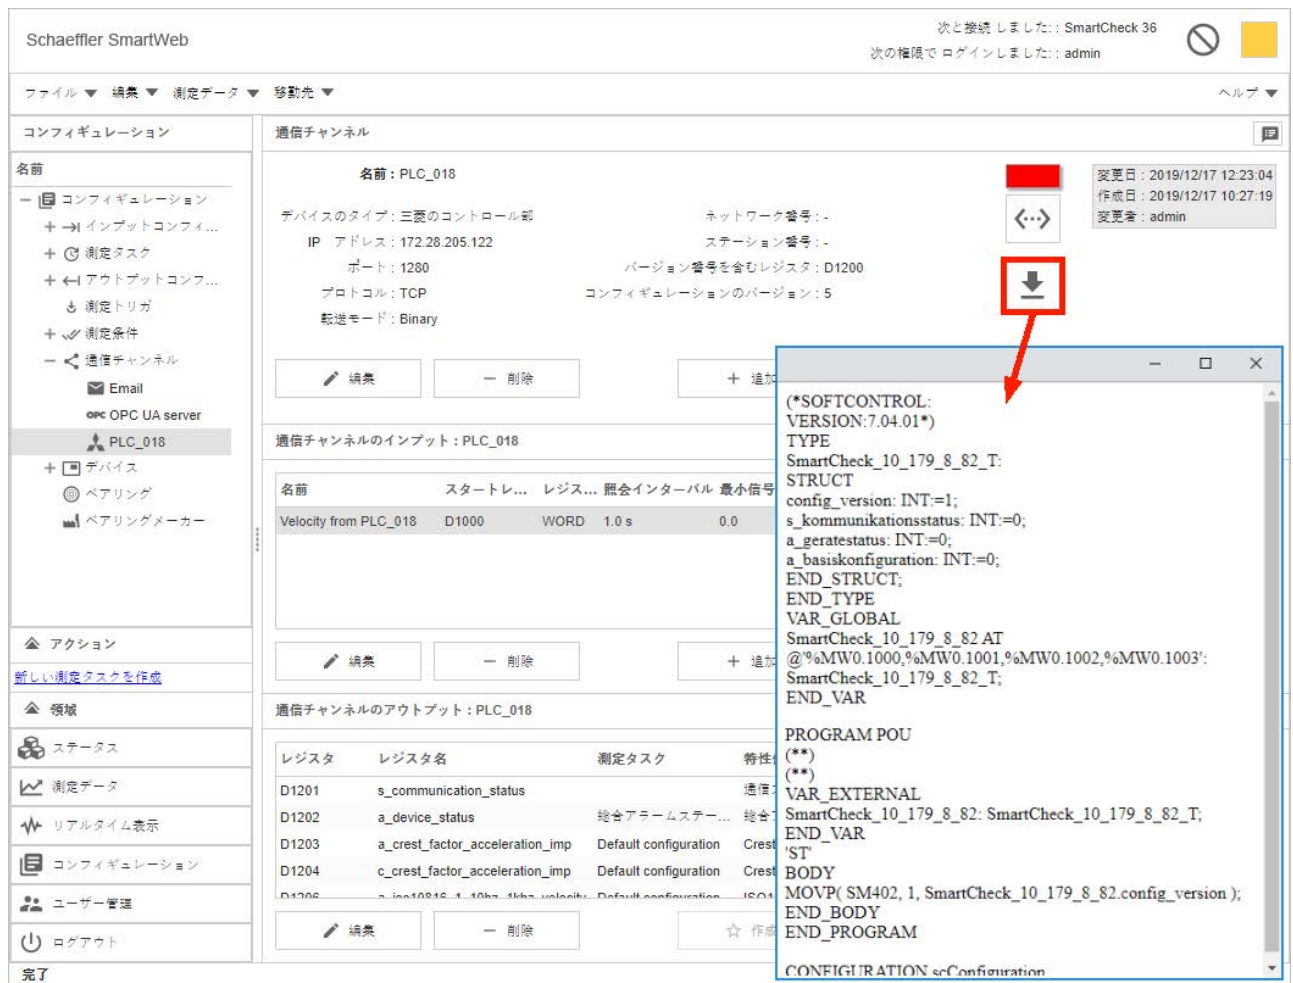 Schaeffler SmartWeb
次と接続 しました: : SmartCheck 36
次の権限で ログインしました: : admin
ファイル ▼ 編集 ▼ 測定データ ▼ 移動先 ▼
ヘルプ ▼
コンフィギュレーション
名前
コンフィギュレーション
インプットコンフィ...
測定タスク
アウトプットコンフ...
測定トリガ
測定条件
通信チャンネル
Email
OPC OPC UA server
PLC_018
デバイス
ベアリング
ベアリングメーカー
アクション
新しい測定タスクを作成
領域
ステータス
測定データ
リアルタイム表示
コンフィギュレーション
ユーザー管理
ログアウト
完了
通信チャンネル
名前 : PLC_018
デバイスのタイプ : 三菱のコントロール部
IP アドレス : 172.28.205.122
ポート : 1280
プロトコル : TCP
転送モード : Binary
ネットワーク番号 : -
ステーション番号 : -
バージョン番号を含むレジスタ : D1200
コンフィギュレーションのバージョン : 5
変更日 : 2019/12/17 12:23:04
作成日 : 2019/12/17 10:27:19
変更者 : admin
編集 削除 追加
通信チャンネルのインプット : PLC_018
名前 スタートレ... レジス... 照会インターバル 最小信号
Velocity from PLC_018 D1000 WORD 1.0 s 0.0
編集 削除 追加
通信チャンネルのアウトプット : PLC_018
レジスタ レジスタ名 測定タスク
D1201 s_communication_status 通信
D1202 a_device_status 総合アラームステー... 総合
D1203 a_crest_factor_acceleration_imp Default configuration Crest
D1204 c_crest_factor_acceleration_imp Default configuration Crest
D1206 a_iso10816_1_10hz_1khz_velocity Default configuration ISO1
編集 削除 作成
(*SOFTCONTROL:
VERSION:7.04.01*)
TYPE
SmartCheck_10_179_8_82_T:
STRUCT
config_version: INT:=1;
s_kommunikationsstatus: INT:=0;
a_geratestatus: INT:=0;
a_basiskonfiguration: INT:=0;
END_STRUCT;
END_TYPE
VAR_GLOBAL
SmartCheck_10_179_8_82 AT
@'%MW0.1000,%MW0.1001,%MW0.1002,%MW0.1003':
SmartCheck_10_179_8_82_T;
END_VAR
PROGRAM POU
(**)
(**)
VAR_EXTERNAL
SmartCheck_10_179_8_82: SmartCheck_10_179_8_82_T;
END_VAR
'ST'
BODY
MOVP( SM402, 1, SmartCheck_10_179_8_82.config_version );
END_BODY
END_PROGRAM
CONFIGURATION scConfiguration